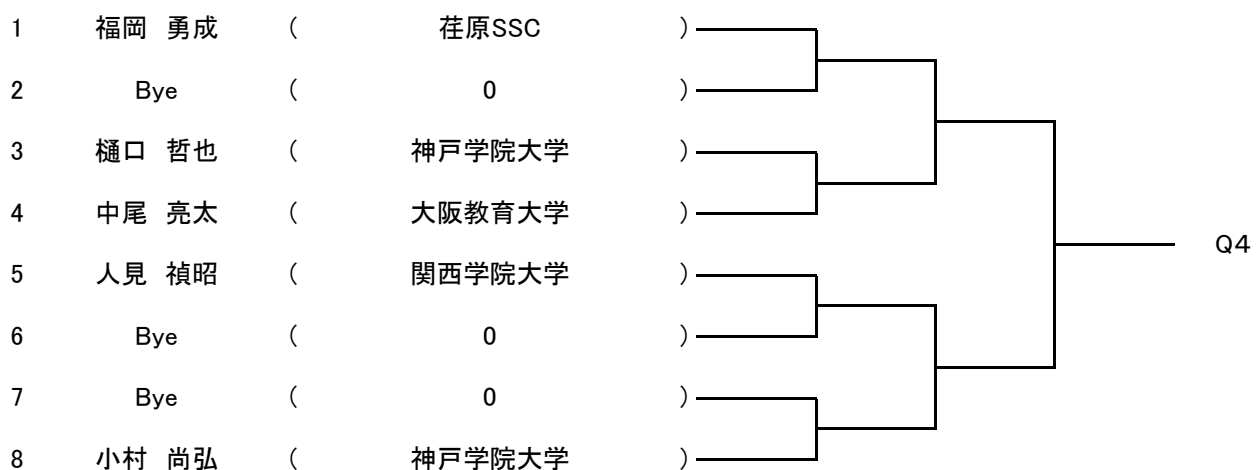 1 福岡 勇成 ( 荏原SSC )
2 Bye ( 0 )
3 樋口 哲也 ( 神戸学院大学 )
4 中尾 亮太 ( 大阪教育大学 )
Q4
5 人見 禎昭 ( 関西学院大学 )
6 Bye ( 0 )
7 Bye ( 0 )
8 小村 尚弘 ( 神戸学院大学 )